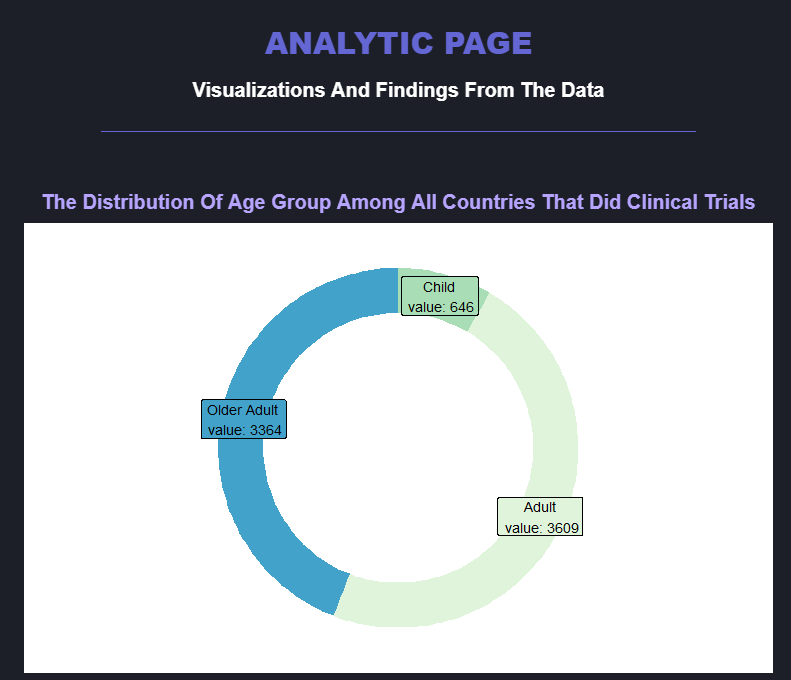 ANALYTIC PAGE
Visualizations And Findings From The Data
The Distribution Of Age Group Among All Countries That Did Clinical Trials
Child
value: 646
Older Adult
value: 3364
Adult
value: 3609